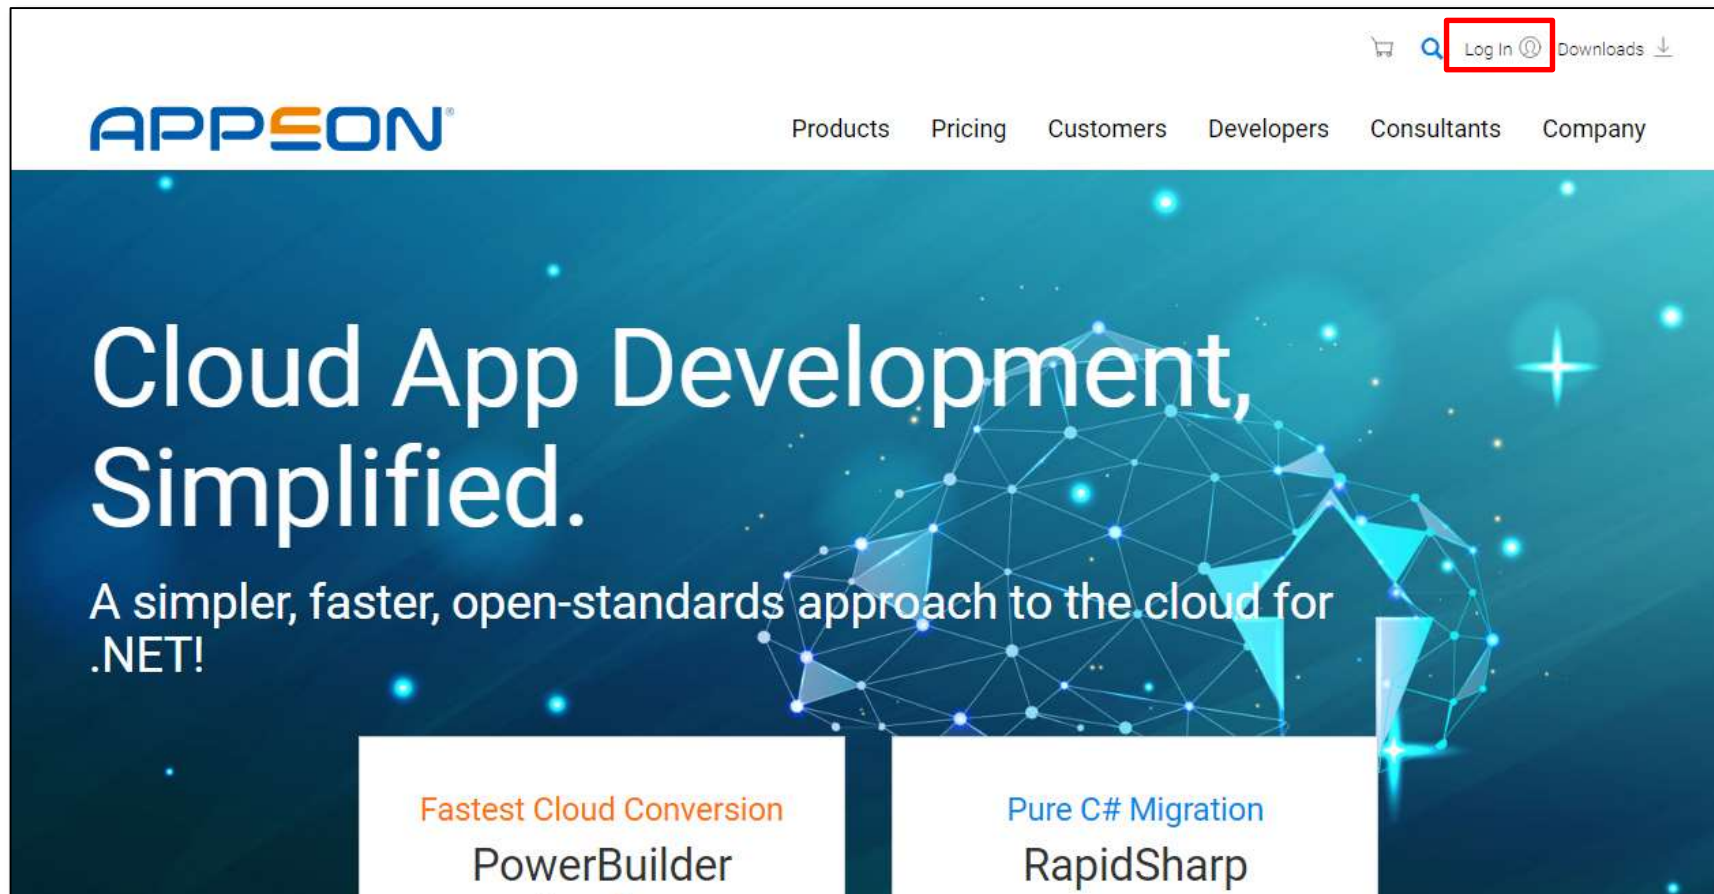 Log In Downloads
APPEON®
Products Pricing Customers Developers Consultants Company
Cloud App Development,
Simplified.
A simpler, faster, open-standards approach to the cloud for
.NET!
Fastest Cloud Conversion
PowerBuilder
Pure C# Migration
RapidSharp